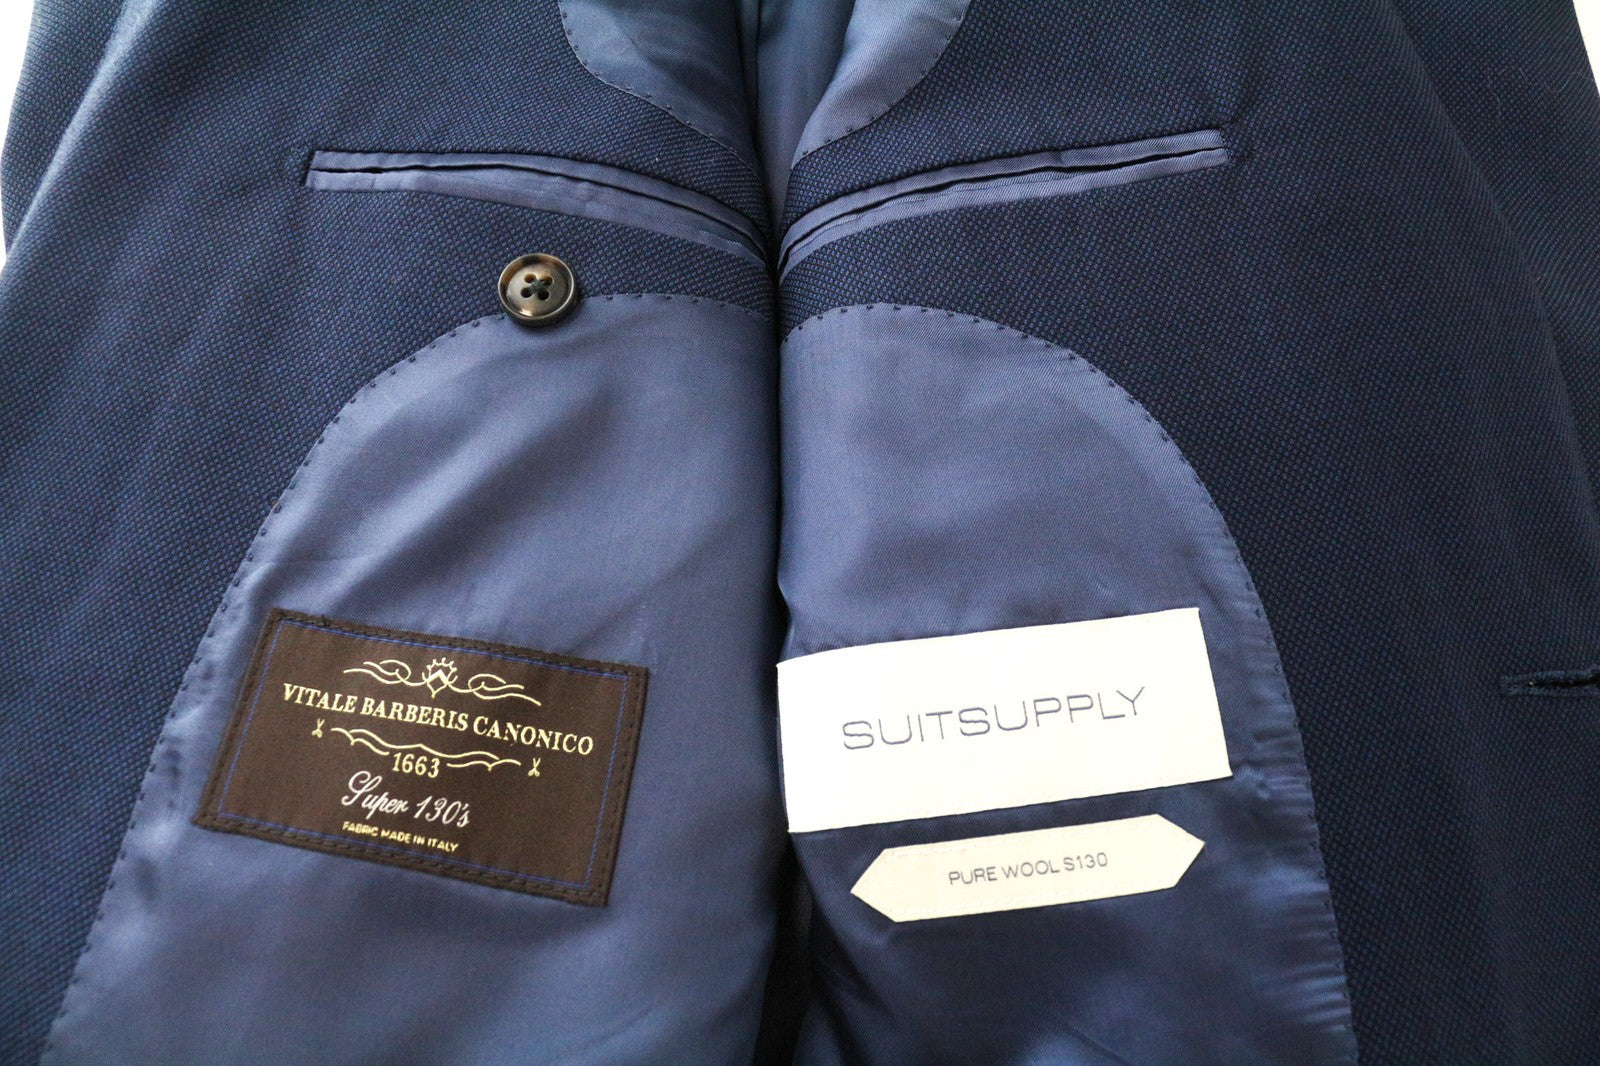 VITALE BARBERIS CANONICO
1663
Super 130's
FABRIC MADE IN ITALY
SUITSUPPLY
PURE WOOL S130